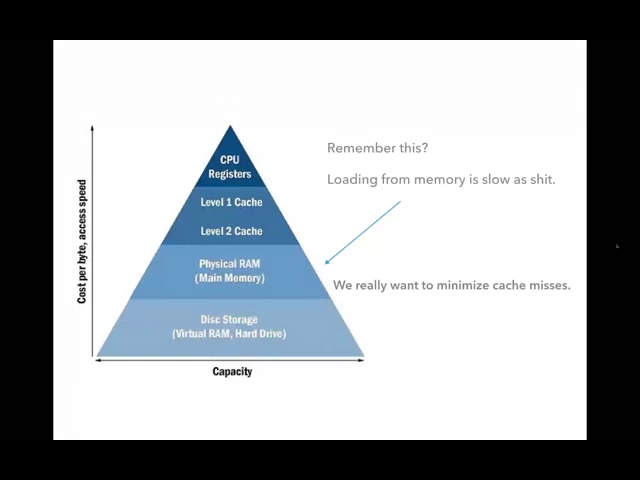 Remember this?
Loading from memory is slow as shit.
We really want to minimize cache misses.
Cost per byte, access speed
CPU
Registers
Level 1 Cache
Level 2 Cache
Physical RAM
(Main Memory)
Disc Storage
(Virtual RAM, Hard Drive)
Capacity